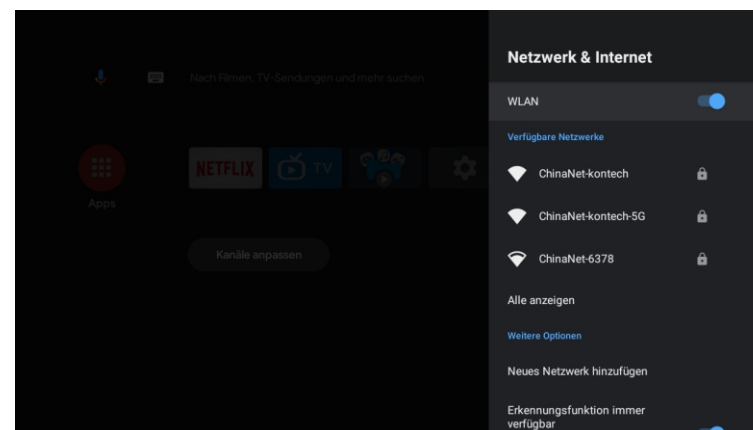 Nach Filmen, TV-Sendungen und mehr suchen
NETFLIX
TV
Apps
Kanäle anpassen
Netzwerk & Internet
WLAN
Verfügbare Netzwerke
ChinaNet-kontech
ChinaNet-kontech-5G
ChinaNet-6378
Alle anzeigen
Weitere Optionen
Neues Netzwerk hinzufügen
Erkennungsfunktion immer
verfügbar